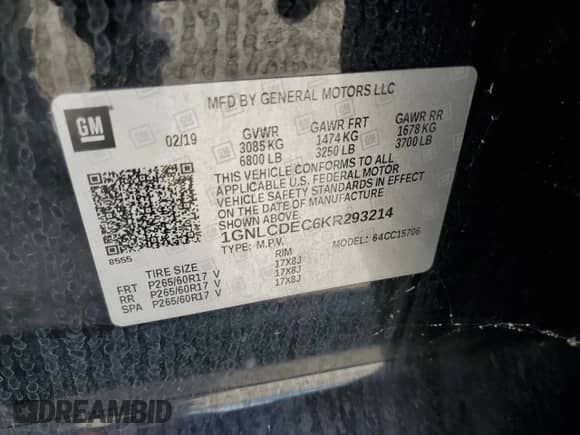 MFD BY GENERAL MOTORS LLC
GM
02/19 GVWR GAWR FRT GAWR RR
3085 KG 1474 KG 1678 KG
6800 LB 3250 LB 3700 LB
THIS VEHICLE CONFORMS TO ALL
APPLICABLE U.S. FEDERAL MOTOR
VEHICLE SAFETY STANDARDS IN EFFECT
ON THE DATE OF MANUFACTURE
SHOWN ABOVE.
1GNLCDEC6KR293214
TYPE: M.P.V. MODEL: 64CC15706
8555
TIRE SIZE RIM
FRT P265/60R17 V 17X8J
RR P265/60R17 V 17X8J
SPA P265/60R17 V 17X8J
DREAMBID